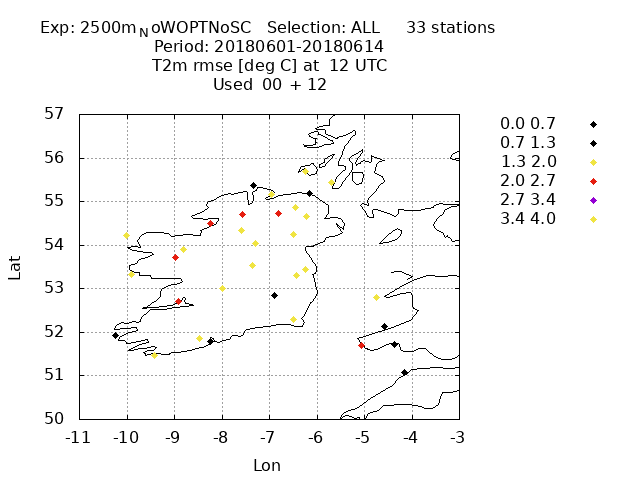 Exp: 2500mNoWOPTNoSC Selection: ALL 33 stations
Period: 20180601-20180614
T2m rmse [deg C] at 12 UTC
Used 00 + 12
57
56
55
54
53
52
51
50
-11 -10 -9 -8 -7 -6 -5 -4 -3
Lat
Lon
0.0 0.7
0.7 1.3
1.3 2.0
2.0 2.7
2.7 3.4
3.4 4.0